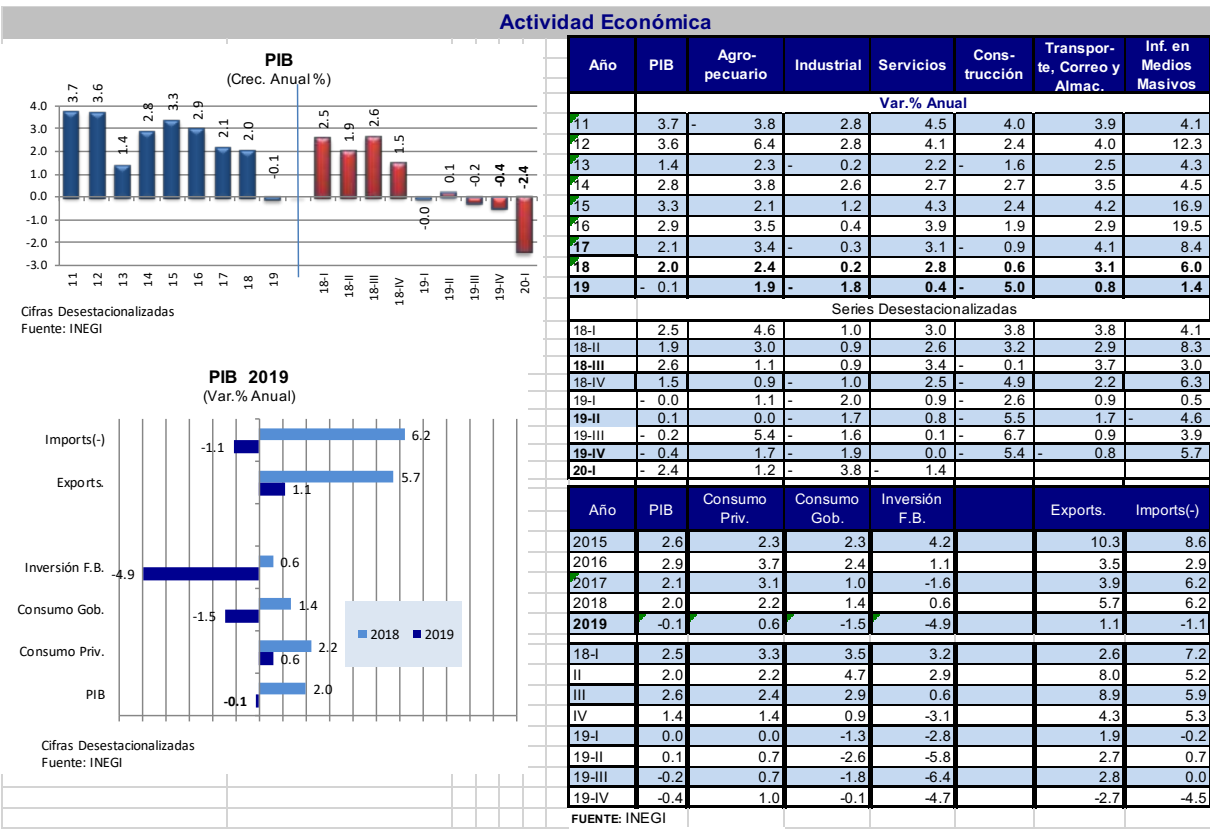 Actividad Económica
PIB
(Crec. Anual %)
4.0
3.0
2.0
1.0
0.0
-1.0
-2.0
-3.0
3.7
3.6
1.4
2.8
3.3
2.9
2.1
2.0
-0.1
2.5
1.9
2.6
1.5
-0.0
0.1
-0.2
-0.4
-2.4
11
12
13
14
15
16
17
18
19
18-I
18-II
18-III
18-IV
19-I
19-II
19-III
19-IV
20-I
Cifras Desestacionalizadas
Fuente: INEGI
PIB 2019
(Var.% Anual)
Imports(-)
6.2
-1.1
Exports.
5.7
1.1
Inversión F.B.
0.6
-4.9
Consumo Gob.
1.4
-1.5
Consumo Priv.
2.2
0.6
PIB
2.0
-0.1
2018 2019
Cifras Desestacionalizadas
Fuente: INEGI
Año PIB Agro-pecuario Industrial Servicios Cons-trucción Transpor-te, Correo y Almac. Inf. en Medios Masivos
Var.% Anual
11 3.7 - 3.8 2.8 4.5 4.0 3.9 4.1
12 3.6 6.4 2.8 4.1 2.4 4.0 12.3
13 1.4 2.3 - 0.2 2.2 - 1.6 2.5 4.3
14 2.8 3.8 2.6 2.7 2.7 3.5 4.5
15 3.3 2.1 1.2 4.3 2.4 4.2 16.9
16 2.9 3.5 0.4 3.9 1.9 2.9 19.5
17 2.1 3.4 - 0.3 3.1 - 0.9 4.1 8.4
18 2.0 2.4 0.2 2.8 0.6 3.1 6.0
19 - 0.1 1.9 - 1.8 0.4 - 5.0 0.8 1.4
Series Desestacionalizadas
18-I 2.5 4.6 1.0 3.0 3.8 3.8 4.1
18-II 1.9 3.0 0.9 2.6 3.2 2.9 8.3
18-III 2.6 1.1 0.9 3.4 - 0.1 3.7 3.0
18-IV 1.5 0.9 - 1.0 2.5 - 4.9 2.2 6.3
19-I - 0.0 1.1 - 2.0 0.9 - 2.6 0.9 0.5
19-II 0.1 0.0 - 1.7 0.8 - 5.5 1.7 - 4.6
19-III - 0.2 5.4 - 1.6 0.1 - 6.7 0.9 3.9
19-IV - 0.4 1.7 - 1.9 0.0 - 5.4 - 0.8 5.7
20-I - 2.4 1.2 - 3.8 - 1.4
Año PIB Consumo Priv. Consumo Gob. Inversión F.B. Exports. Imports(-)
2015 2.6 2.3 2.3 4.2 10.3 8.6
2016 2.9 3.7 2.4 1.1 3.5 2.9
2017 2.1 3.1 1.0 -1.6 3.9 6.2
2018 2.0 2.2 1.4 0.6 5.7 6.2
2019 -0.1 0.6 -1.5 -4.9 1.1 -1.1
18-I 2.5 3.3 3.5 3.2 2.6 7.2
II 2.0 2.2 4.7 2.9 8.0 5.2
III 2.6 2.4 2.9 0.6 8.9 5.9
IV 1.4 1.4 0.9 -3.1 4.3 5.3
19-I 0.0 0.0 -1.3 -2.8 1.9 -0.2
19-II 0.1 0.7 -2.6 -5.8 2.7 0.7
19-III -0.2 0.7 -1.8 -6.4 2.8 0.0
19-IV -0.4 1.0 -0.1 -4.7 -2.7 -4.5
FUENTE: INEGI